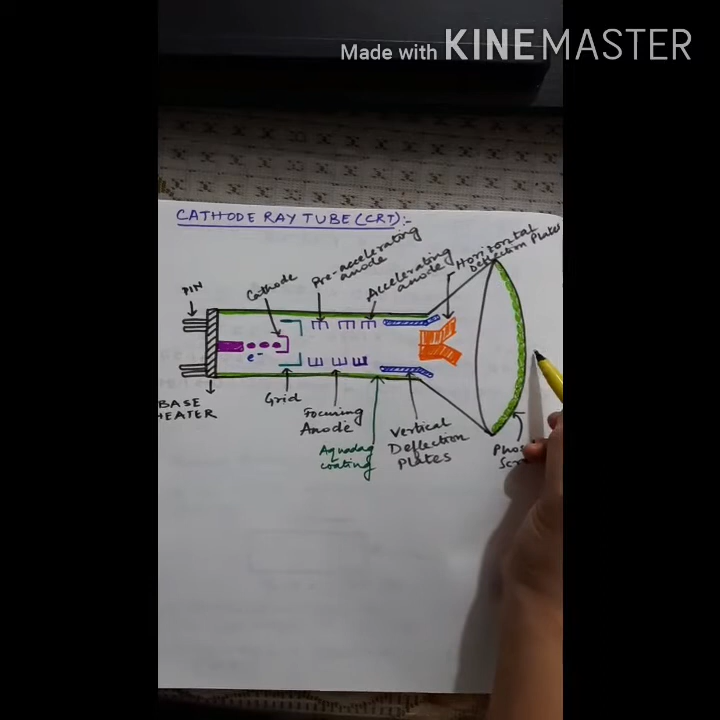 Made with KINEMASTER
CATHODE RAY TUBE (CRT):-
PIN
Cathode
Pre-accelerating
anode
Accelerating
anode
Horizontal
Deflection Plates
e-
BASE
HEATER
Grid
Focusing
Anode
Aquadag
coating
Vertical
Deflection
Plates